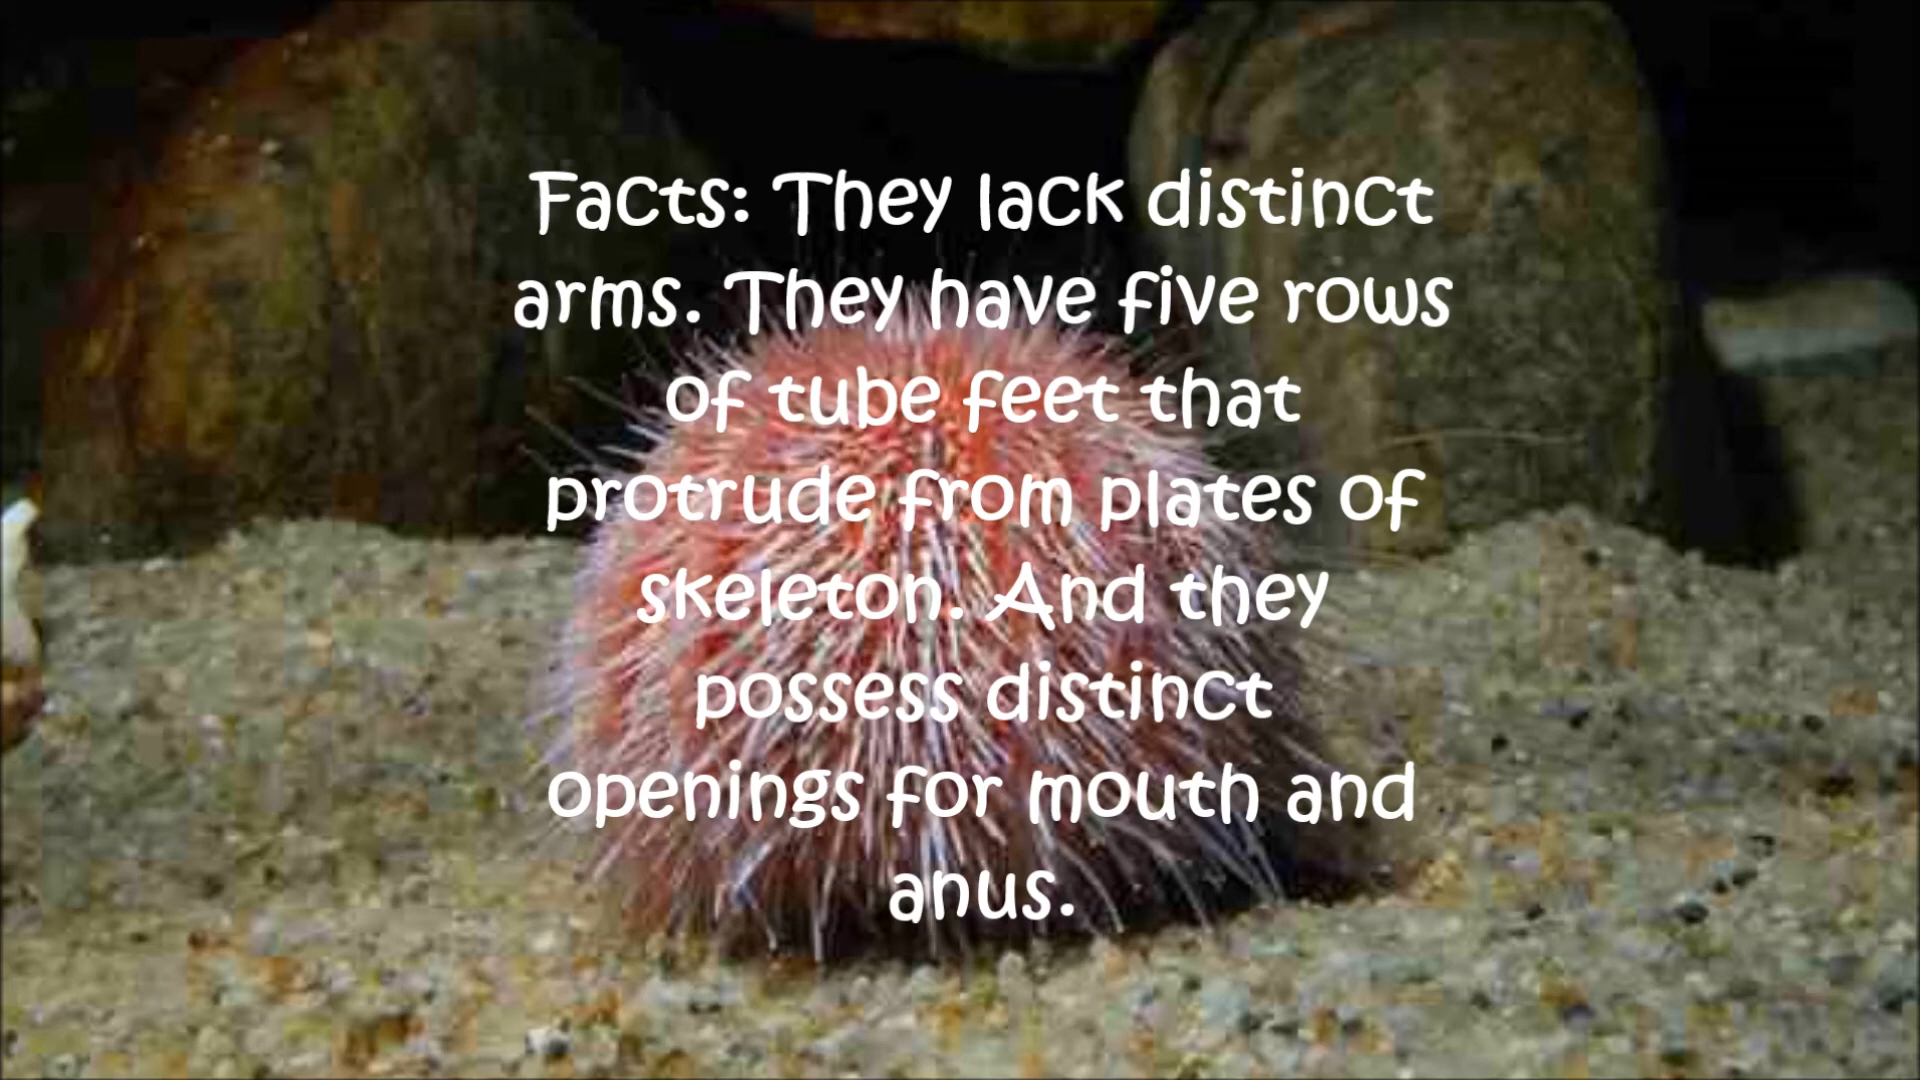 Facts: They lack distinct
arms. They have five rows
of tube feet that
protrude from plates of
skeleton. And they
possess distinct
openings for mouth and
anus.